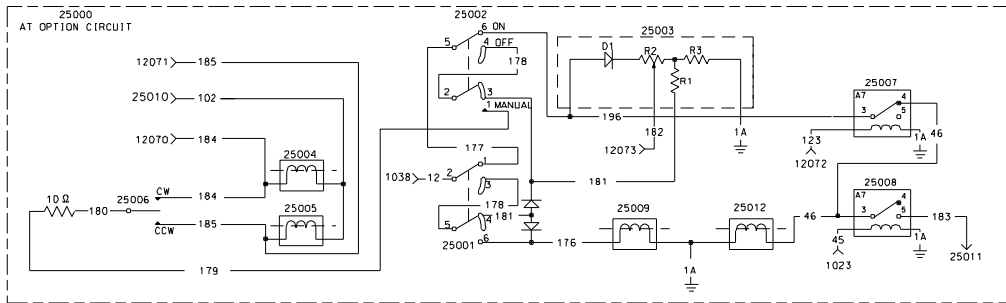 25000
AT OPTION CIRCUIT
12071 185
25010 102
12070 184
25004
CW
184
25006
10 Ω 180
185
CCW
25005
179
25002
6 ON
5
4 OFF
178
2
3
1 MANUAL
177
1
1038 12 2
3
178
181
5
4
25001 6
176
25003
D1 R2 R3
R1
196
182
12073
1A
181
25009
25012
1A
46
25007
A7
4
3
5
46
123
12072
1A
25008
A7
4
3
5
183
45
1023
1A
25011